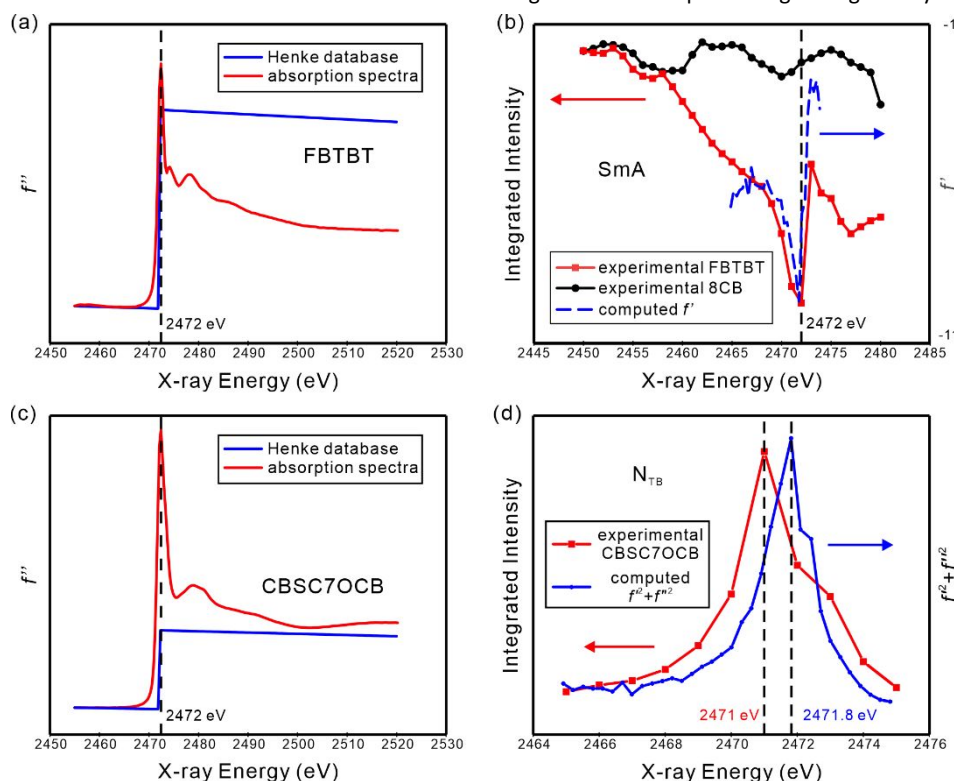 (a)
Henke database
absorption spectra
FBTBT
f''
2472 eV
2450 2460 2470 2480 2490 2500 2510 2520 2530
X-ray Energy (eV)
(b)
-1
SmA
Integrated Intensity
f'
experimental FBTBT
experimental 8CB
computed f'
2472 eV
-11
2445 2450 2455 2460 2465 2470 2475 2480 2485
X-ray Energy (eV)
(c)
Henke database
absorption spectra
CBSC7OCB
f''
2472 eV
2450 2460 2470 2480 2490 2500 2510 2520 2530
X-ray Energy (eV)
(d)
NTB
Integrated Intensity
f'²+f''²
experimental
CBSC7OCB
computed
f'²+f''²
2471 eV
2471.8 eV
2464 2466 2468 2470 2472 2474 2476
X-ray Energy (eV)